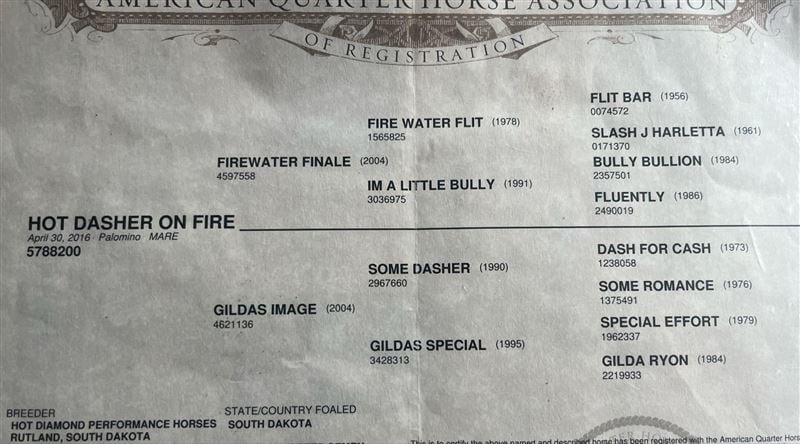 AMERICAN QUARTER HORSE ASSOCIATION
OF REGISTRATION
FLIT BAR (1956)
0074572
FIRE WATER FLIT (1978)
1565825
SLASH J HARLETTA (1961)
0171370
FIREWATER FINALE (2004)
4597558
BULLY BULLION (1984)
2357501
IM A LITTLE BULLY (1991)
3036975
FLUENTLY (1986)
2490019
HOT DASHER ON FIRE
April 30, 2016 Palomino MARE
5788200
DASH FOR CASH (1973)
1238058
SOME DASHER (1990)
2967660
SOME ROMANCE (1976)
1375491
GILDAS IMAGE (2004)
4621136
SPECIAL EFFORT (1979)
1962337
GILDAS SPECIAL (1995)
3428313
GILDA RYON (1984)
2219933
BREEDER
HOT DIAMOND PERFORMANCE HORSES
RUTLAND, SOUTH DAKOTA
STATE/COUNTRY FOALED
SOUTH DAKOTA
This is to certify the above named and described horse has been registered with the American Quarter Hors